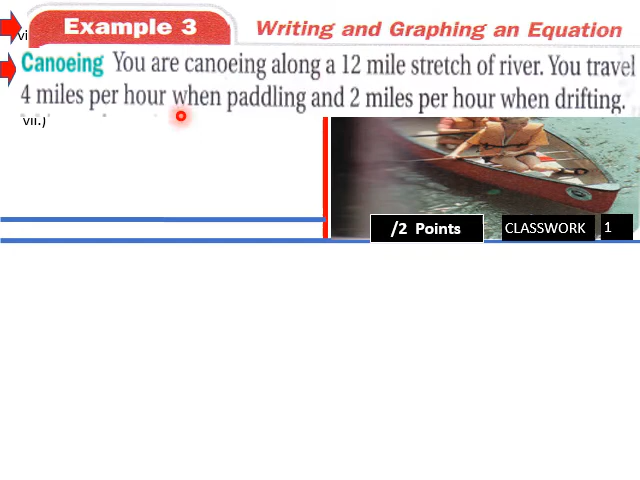 vi
Example 3 Writing and Graphing an Equation
Canoeing You are canoeing along a 12 mile stretch of river. You travel
4 miles per hour when paddling and 2 miles per hour when drifting.
vii.)
/2 Points CLASSWORK 1